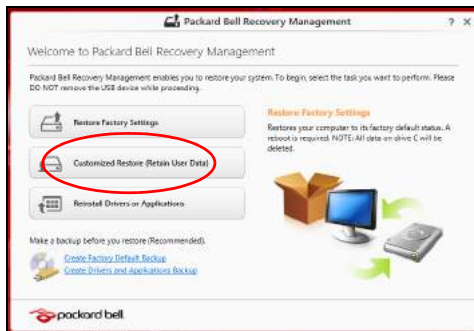 Packard Bell Recovery Management
? X
Welcome to Packard Bell Recovery Management
Packard Bell Recovery Management enables you to restore your system. To begin, select the task you want to perform. Please
DO NOT remove the USB device while proceeding.
Restore Factory Settings
Customized Restore (Retain User Data)
Reinstall Drivers or Applications
Restore Factory Settings
Restores your computer to its factory default status. A
reboot is required. NOTE: All data on drive C will be
deleted.
Make a backup before you restore (Recommended).
Create Factory Default Backup
Create Drivers and Applications Backup
packard bell